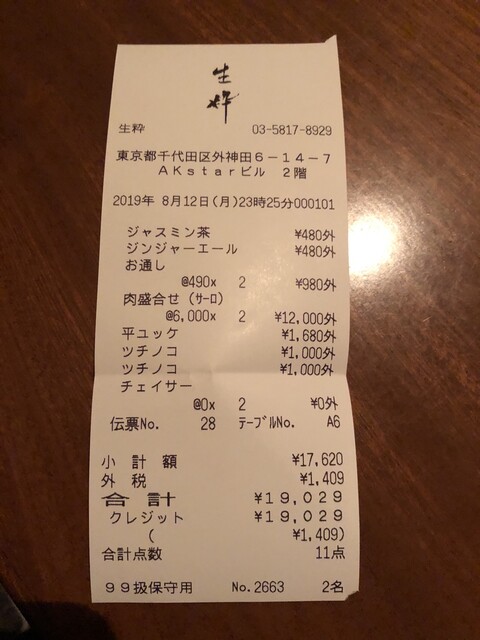 生粋
生粋 03-5817-8929
東京都千代田区外神田6-14-7
AKstarビル 2階
2019年 8月12日(月)23時25分000101
ジャスミン茶 ¥480外
ジンジャーエール ¥480外
お通し
@490x 2 ¥980外
肉盛合せ(サーロ)
@6,000x 2 ¥12,000外
平ユッケ ¥1,680外
ツチノコ ¥1,000外
ツチノコ ¥1,000外
チェイサー
@0x 2 ¥0外
伝票No. 28 テーブルNo. A6
小計額 ¥17,620
外税 ¥1,409
合計 ¥19,029
クレジット ¥19,029
( ¥1,409)
合計点数 11点
99扱保守用 No.2663 2名